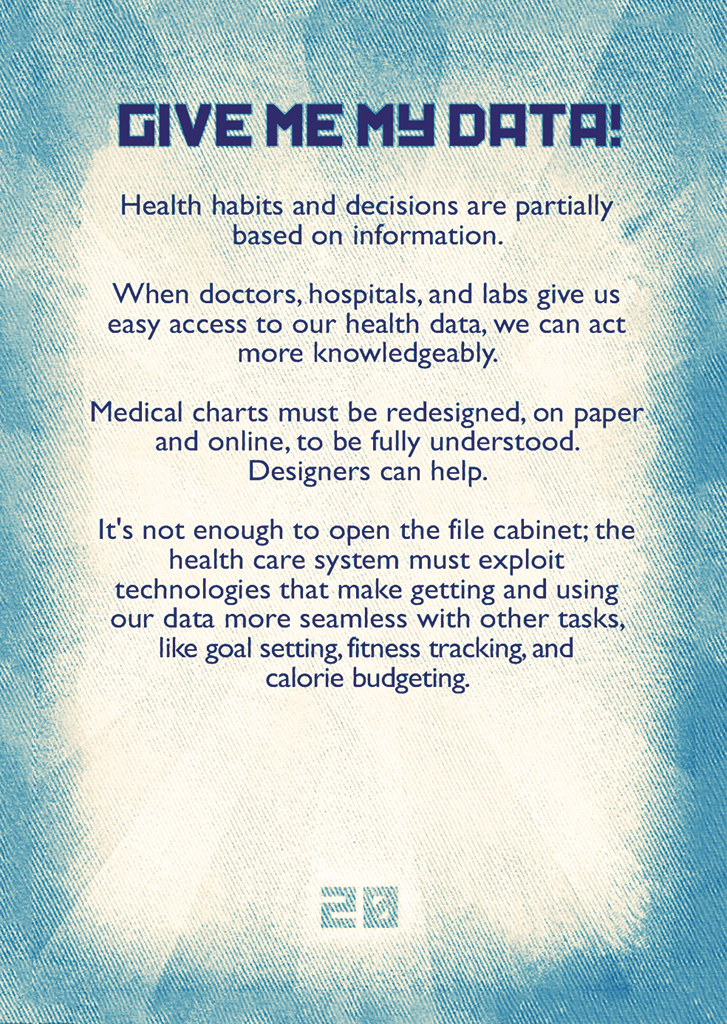 GIVE ME MY DATA!
Health habits and decisions are partially
based on information.
When doctors, hospitals, and labs give us
easy access to our health data, we can act
more knowledgeably.
Medical charts must be redesigned, on paper
and online, to be fully understood.
Designers can help.
It's not enough to open the file cabinet; the
health care system must exploit
technologies that make getting and using
our data more seamless with other tasks,
like goal setting, fitness tracking, and
calorie budgeting.
20